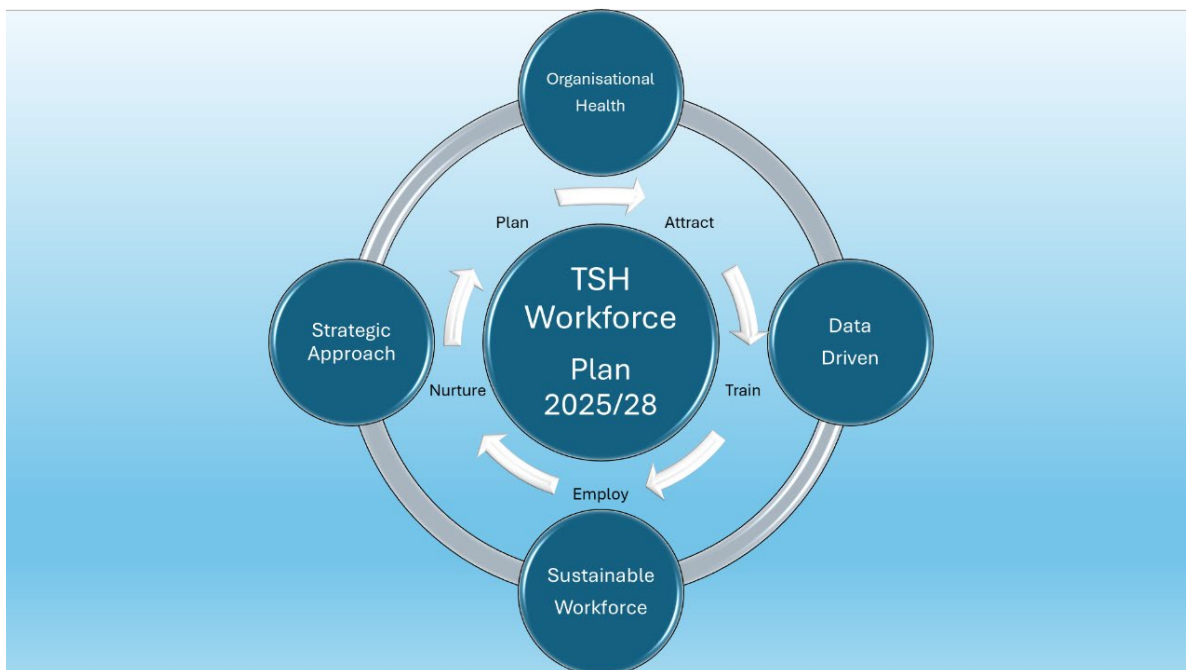 Organisational
Health
Plan
Attract
TSH
Workforce
Plan
2025/28
Strategic
Approach
Data
Driven
Nurture
Train
Employ
Sustainable
Workforce